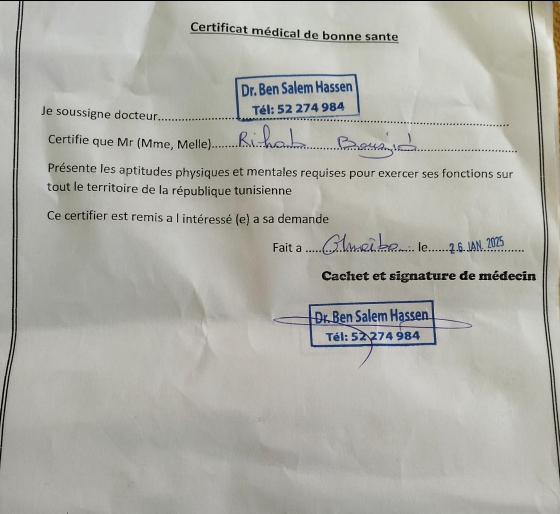 Certificat médical de bonne sante
Dr. Ben Salem Hassen
Tél: 52 274 984
Je soussigne docteur
Certifie que Mr (Mme, Melle)......Rihab Bouzid
Présente les aptitudes physiques et mentales requises pour exercer ses fonctions sur
tout le territoire de la république tunisienne
Ce certifier est remis a l intéressé (e) a sa demande
Fait a ..... le.....26 JAN. 2025
Cachet et signature de médecin
Dr. Ben Salem Hassen
Tél: 52 274 984